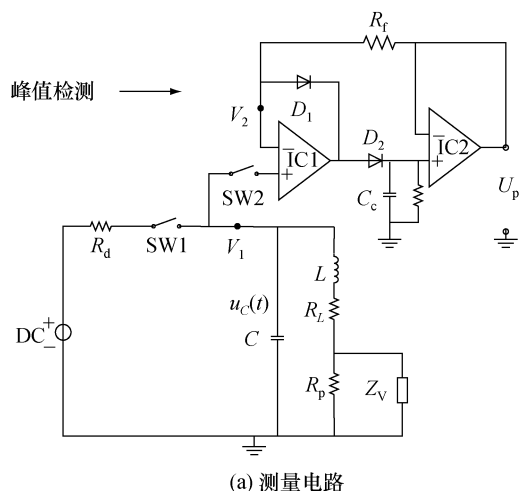 峰值检测
R_f
D_1
V_2
IC1
D_2
IC2
SW2
C_c
U_p
R_d
SW1
V_1
L
u_C(t)
R_L
DC
C
R_p
Z_V
(a) 测量电路